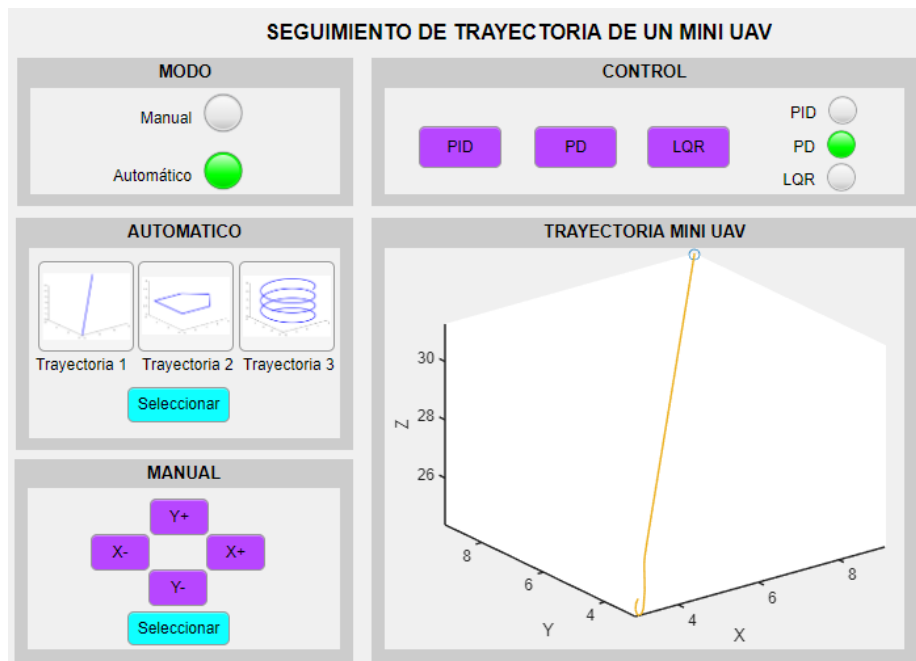 SEGUIMIENTO DE TRAYECTORIA DE UN MINI UAV
MODO
Manual
Automático
CONTROL
PID
PD
LQR
PID
PD
LQR
AUTOMATICO
Trayectoria 1
Trayectoria 2
Trayectoria 3
Seleccionar
MANUAL
Y+
X-
X+
Y-
Seleccionar
TRAYECTORIA MINI UAV
30
28
26
Z
8
6
4
Y
4
6
8
X